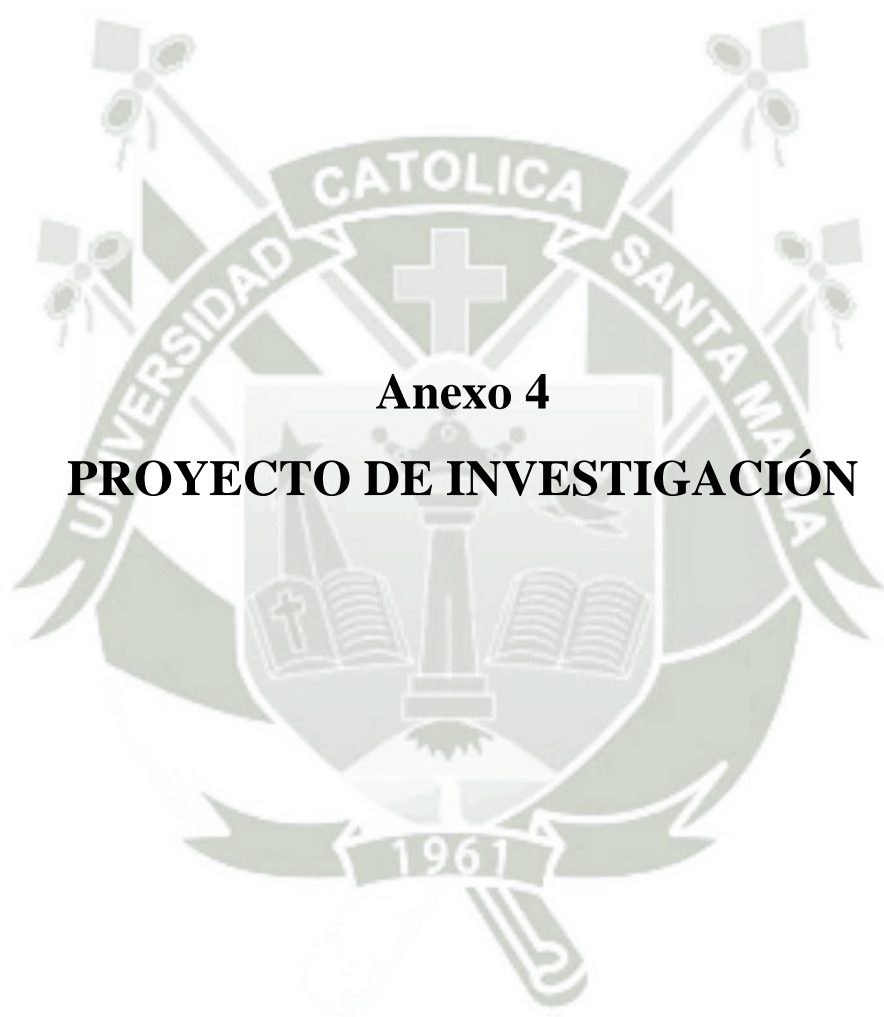 CATOLICA
UNIVERSIDAD
SANTA MARIA
Anexo 4
PROYECTO DE INVESTIGACIÓN
1961